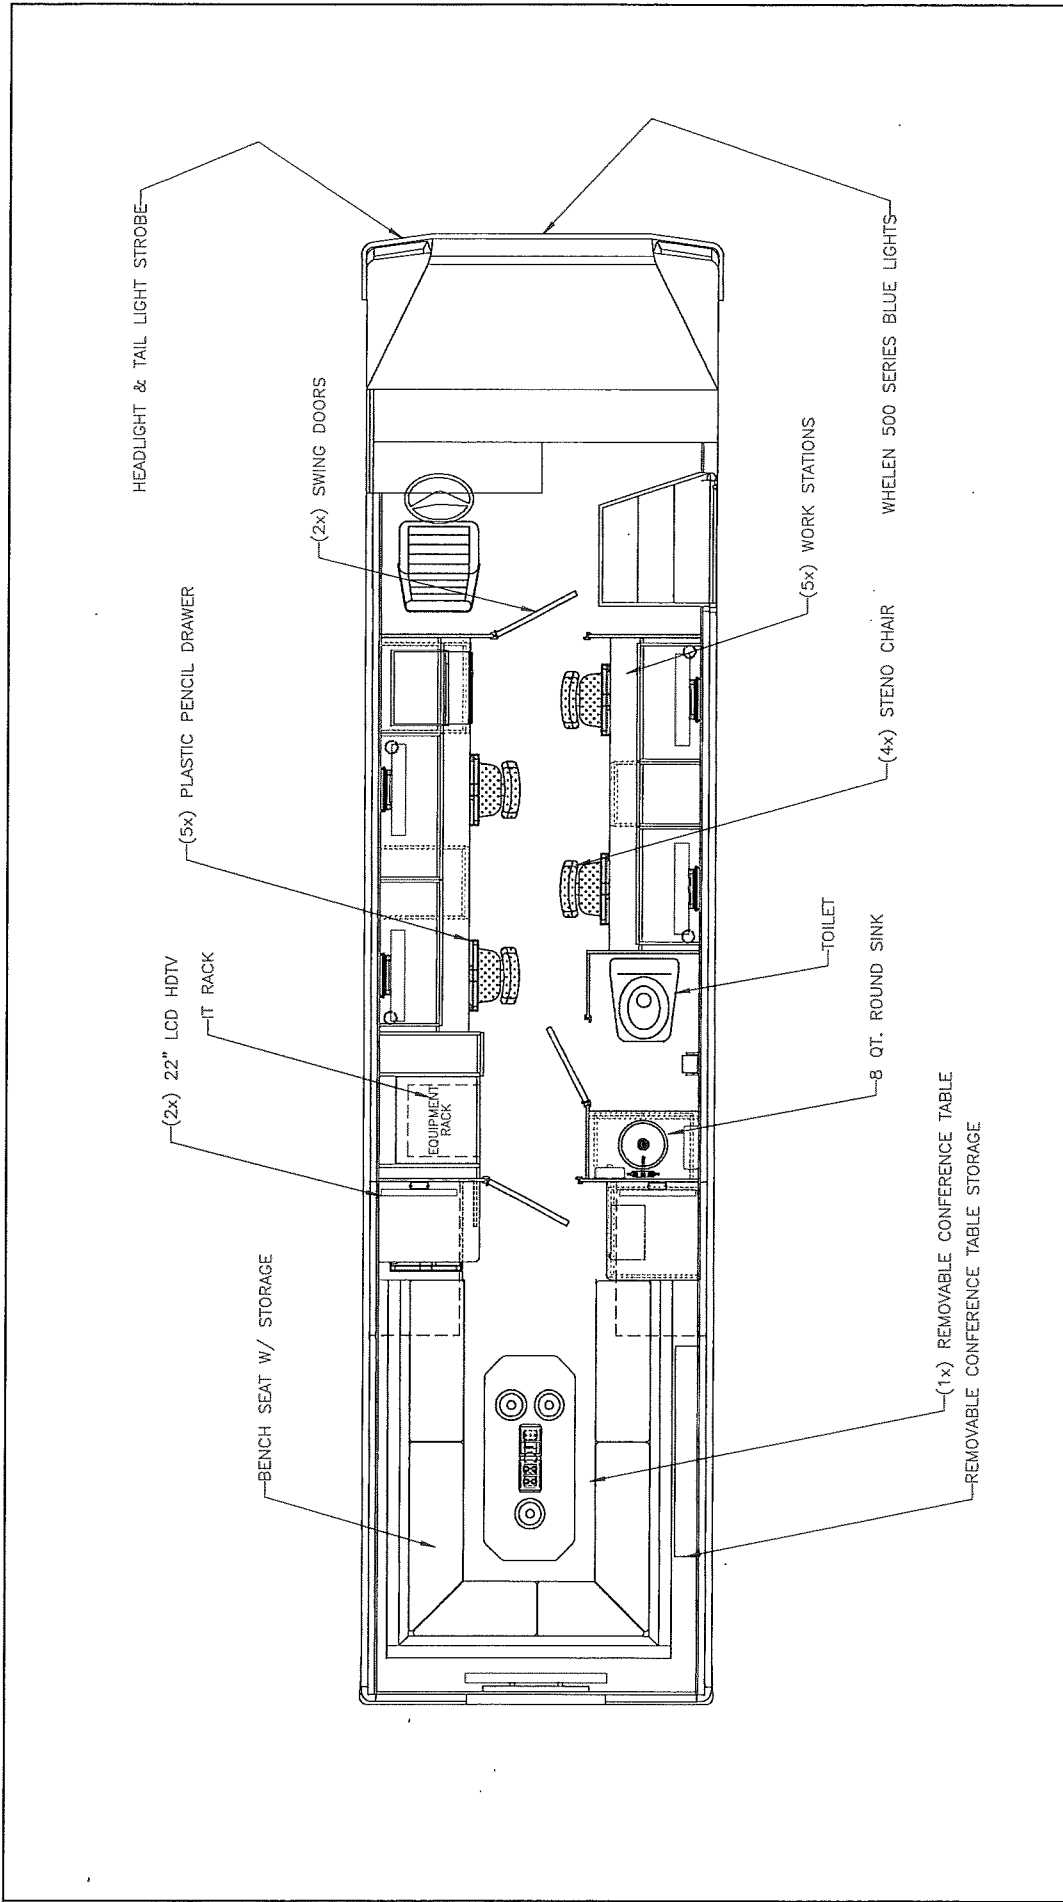 HEADLIGHT & TAIL LIGHT STROBE
(2x) SWING DOORS
(5x) PLASTIC PENCIL DRAWER
(2x) 22" LCD HDTV
IT RACK
BENCH SEAT W/ STORAGE
EQUIPMENT
RACK
WHELEN 500 SERIES BLUE LIGHTS
(5x) WORK STATIONS
(4x) STENO CHAIR
TOILET
8 QT. ROUND SINK
(1x) REMOVABLE CONFERENCE TABLE
REMOVABLE CONFERENCE TABLE STORAGE